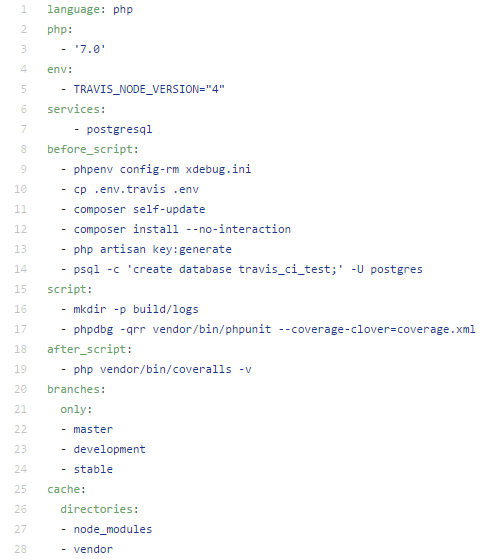 1 language: php
2 php:
3   - '7.0'
4 env:
5   - TRAVIS_NODE_VERSION="4"
6 services:
7     - postgresql
8 before_script:
9   - phpenv config-rm xdebug.ini
10   - cp .env.travis .env
11   - composer self-update
12   - composer install --no-interaction
13   - php artisan key:generate
14   - psql -c 'create database travis_ci_test;' -U postgres
15 script:
16   - mkdir -p build/logs
17   - phpdbg -qrr vendor/bin/phpunit --coverage-clover=coverage.xml
18 after_script:
19   - php vendor/bin/coveralls -v
20 branches:
21   only:
22   - master
23   - development
24   - stable
25 cache:
26   directories:
27   - node_modules
28   - vendor